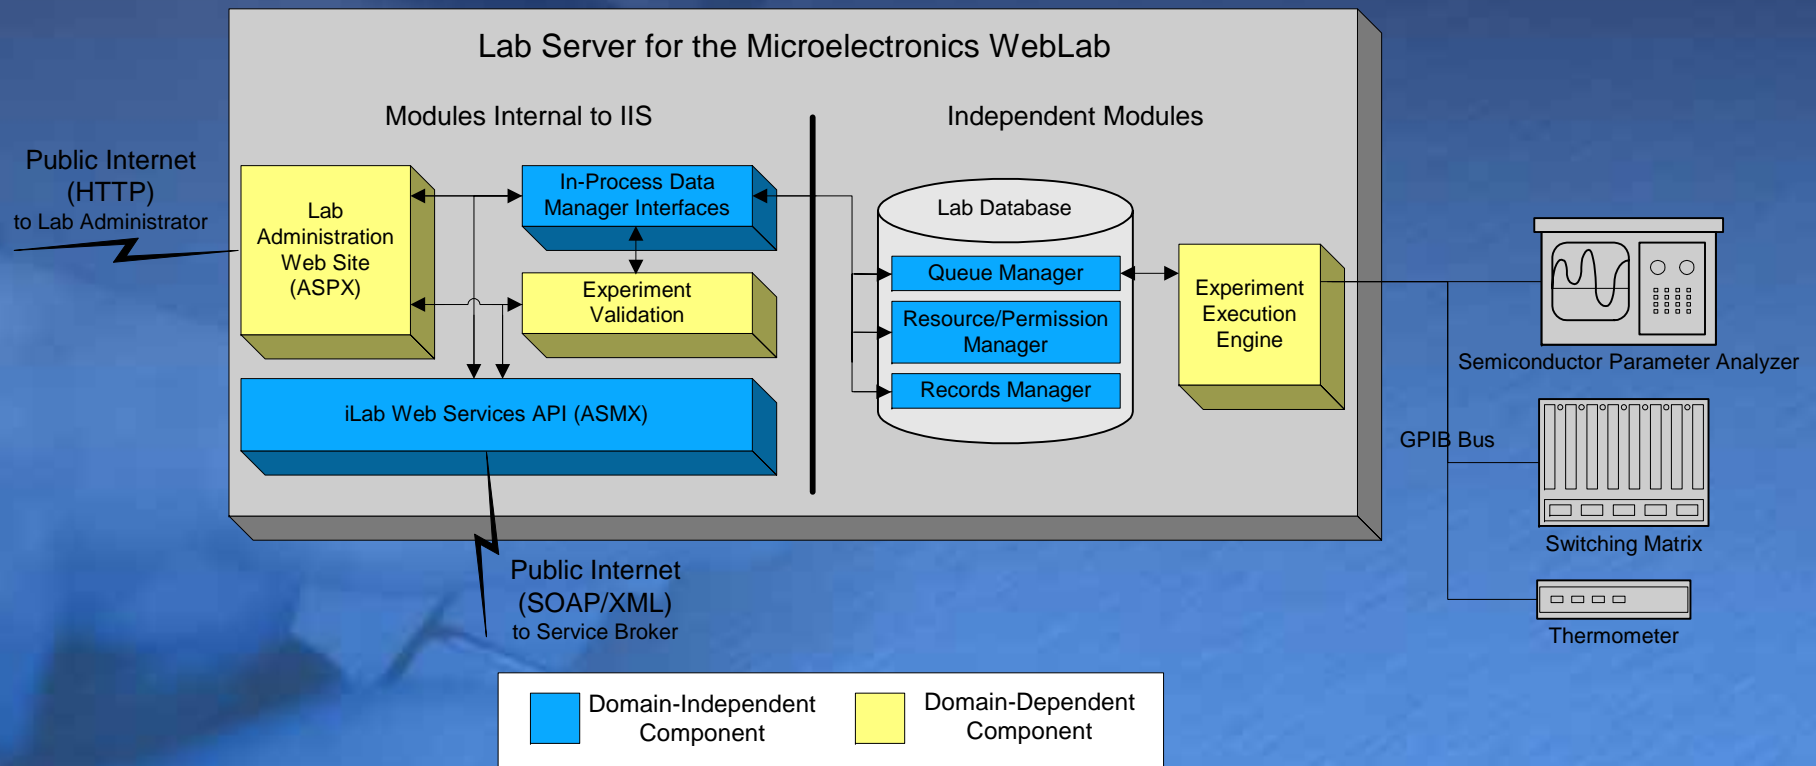 Lab Server for the Microelectronics WebLab
Modules Internal to IIS
Independent Modules
Public Internet
(HTTP)
to Lab Administrator
Lab
Administration
Web Site
(ASPX)
In-Process Data
Manager Interfaces
Experiment
Validation
iLab Web Services API (ASMX)
Lab Database
Queue Manager
Resource/Permission
Manager
Records Manager
Experiment
Execution
Engine
Semiconductor Parameter Analyzer
GPIB Bus
Switching Matrix
Thermometer
Public Internet
(SOAP/XML)
to Service Broker
Domain-Independent
Component
Domain-Dependent
Component